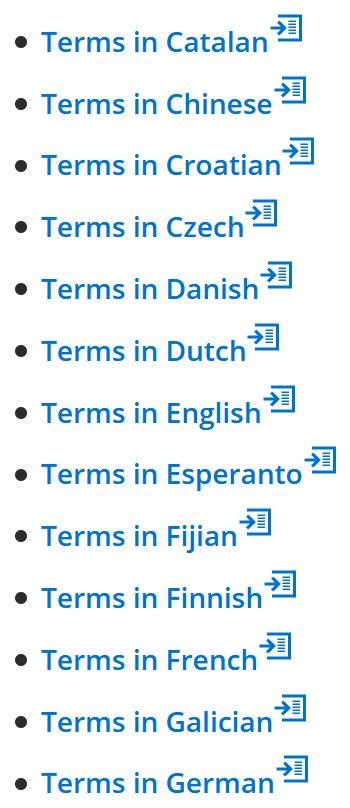 Terms in Catalan
Terms in Chinese
Terms in Croatian
Terms in Czech
Terms in Danish
Terms in Dutch
Terms in English
Terms in Esperanto
Terms in Fijian
Terms in Finnish
Terms in French
Terms in Galician
Terms in German